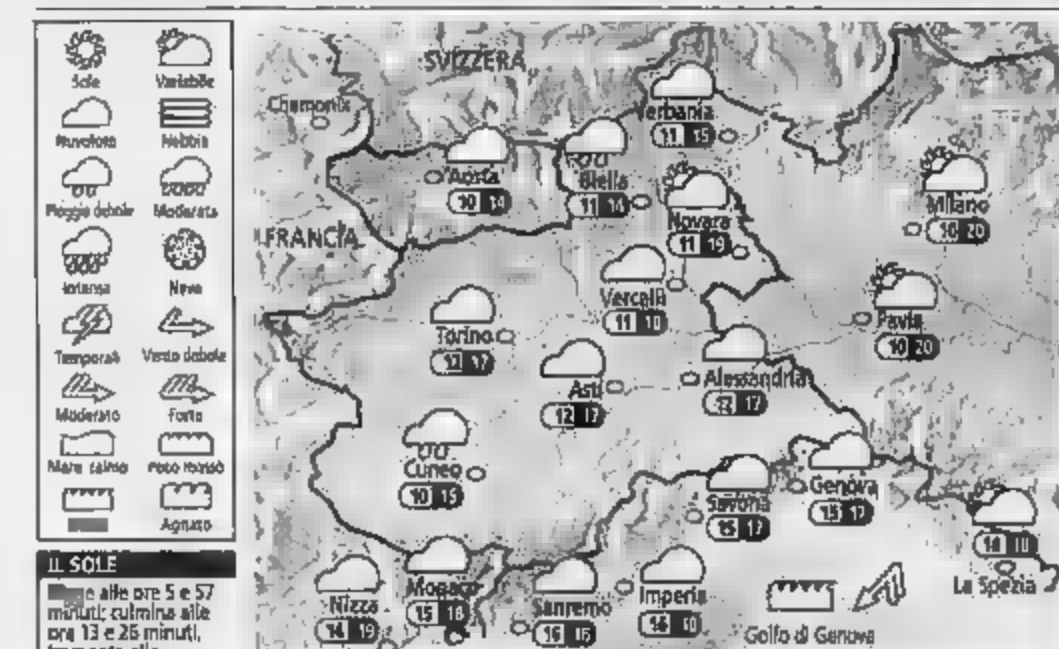 Sole
Variabile
Nuvoloso
Nebbia
Pioggia debole
Moderata
Intensa
Neve
Temporali
Vento debole
Moderato
Forte
Mare calmo
Poco mosso
Agitato
IL SOLE
alle ore 5 e 57
minuti; culmina alle
ore 13 e 26 minuti,
SVIZZERA
Chamonix
FRANCIA
Verbania
11 15
Aosta
10 14
Biella
11 14
Novara
11 19
Milano
10 20
Vercelli
11
Torino
17
Pavia
10 20
Asti
12 17
Alessandria
17
Cuneo
10 15
Savona
15 17
Genova
15 17
La Spezia
Nizza
14 19
Monaco
15 18
Sanremo
16
Imperia
16
Golfo di Genova